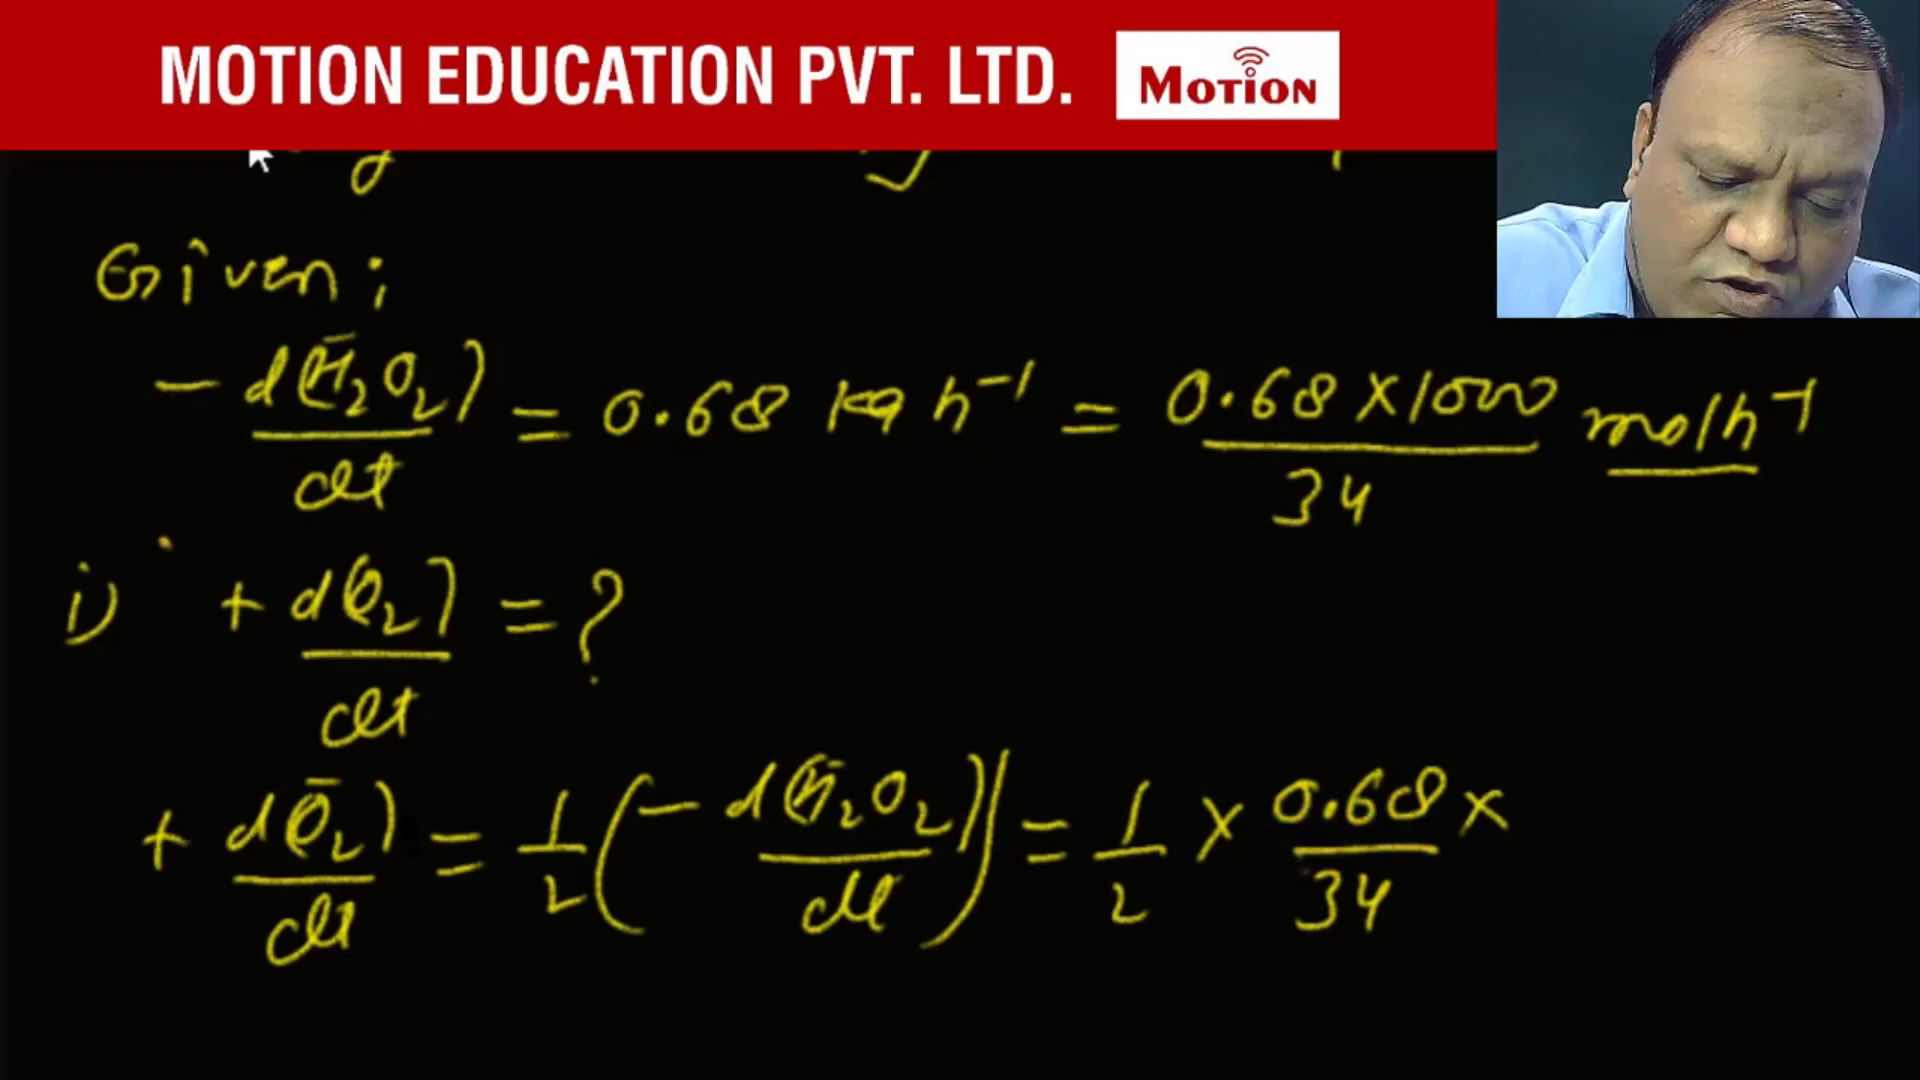 MOTION EDUCATION PVT. LTD. MOTION
Given;
- d(H₂O₂)/dt = 0.68 kg h⁻¹ = 0.68 × 1000/34 mol h⁻¹
i) + d(O₂)/dt = ?
+ d(O₂)/dt = 1/2 (- d(H₂O₂)/dt) = 1/2 × 0.68/34 ×